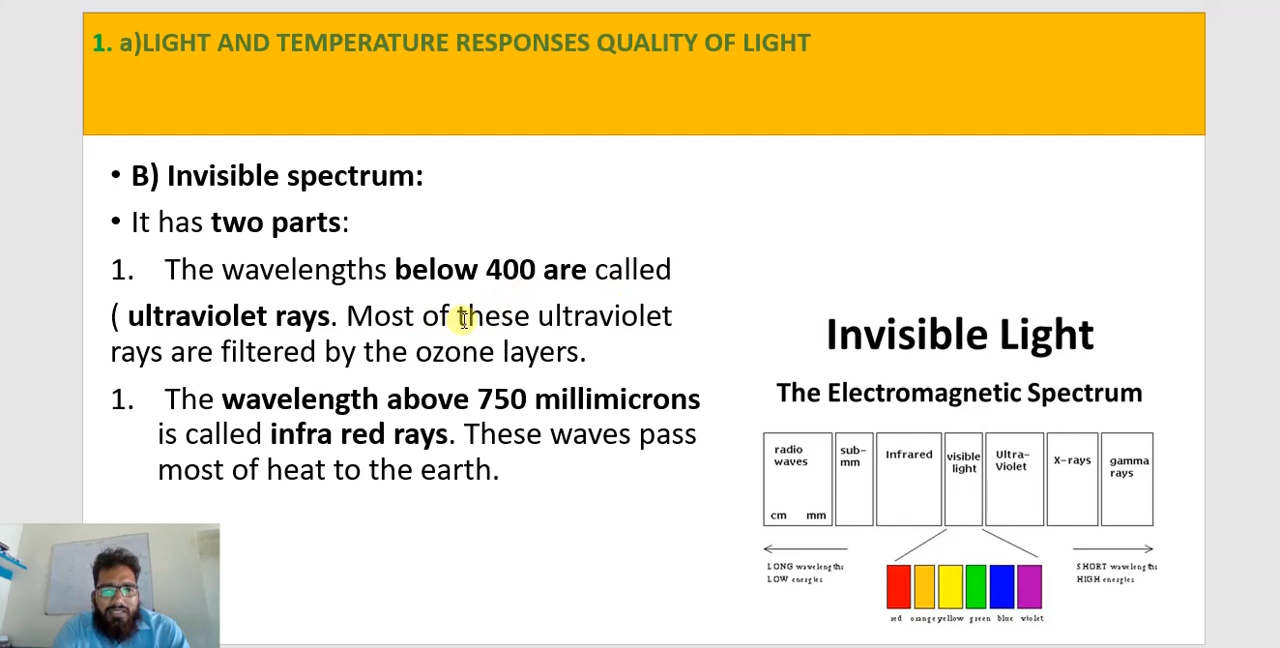 1. a)LIGHT AND TEMPERATURE RESPONSES QUALITY OF LIGHT
• B) Invisible spectrum:
• It has two parts:
1. The wavelengths below 400 are called
( ultraviolet rays. Most of these ultraviolet
rays are filtered by the ozone layers.
1. The wavelength above 750 millimicrons
is called infra red rays. These waves pass
most of heat to the earth.
Invisible Light
The Electromagnetic Spectrum
radio waves
cm mm
sub-mm
Infrared
visible light
Ultra-Violet
X-rays
gamma rays
LONG wavelengths
LOW energies
SHORT wavelengths
HIGH energies
red orange yellow green blue violet